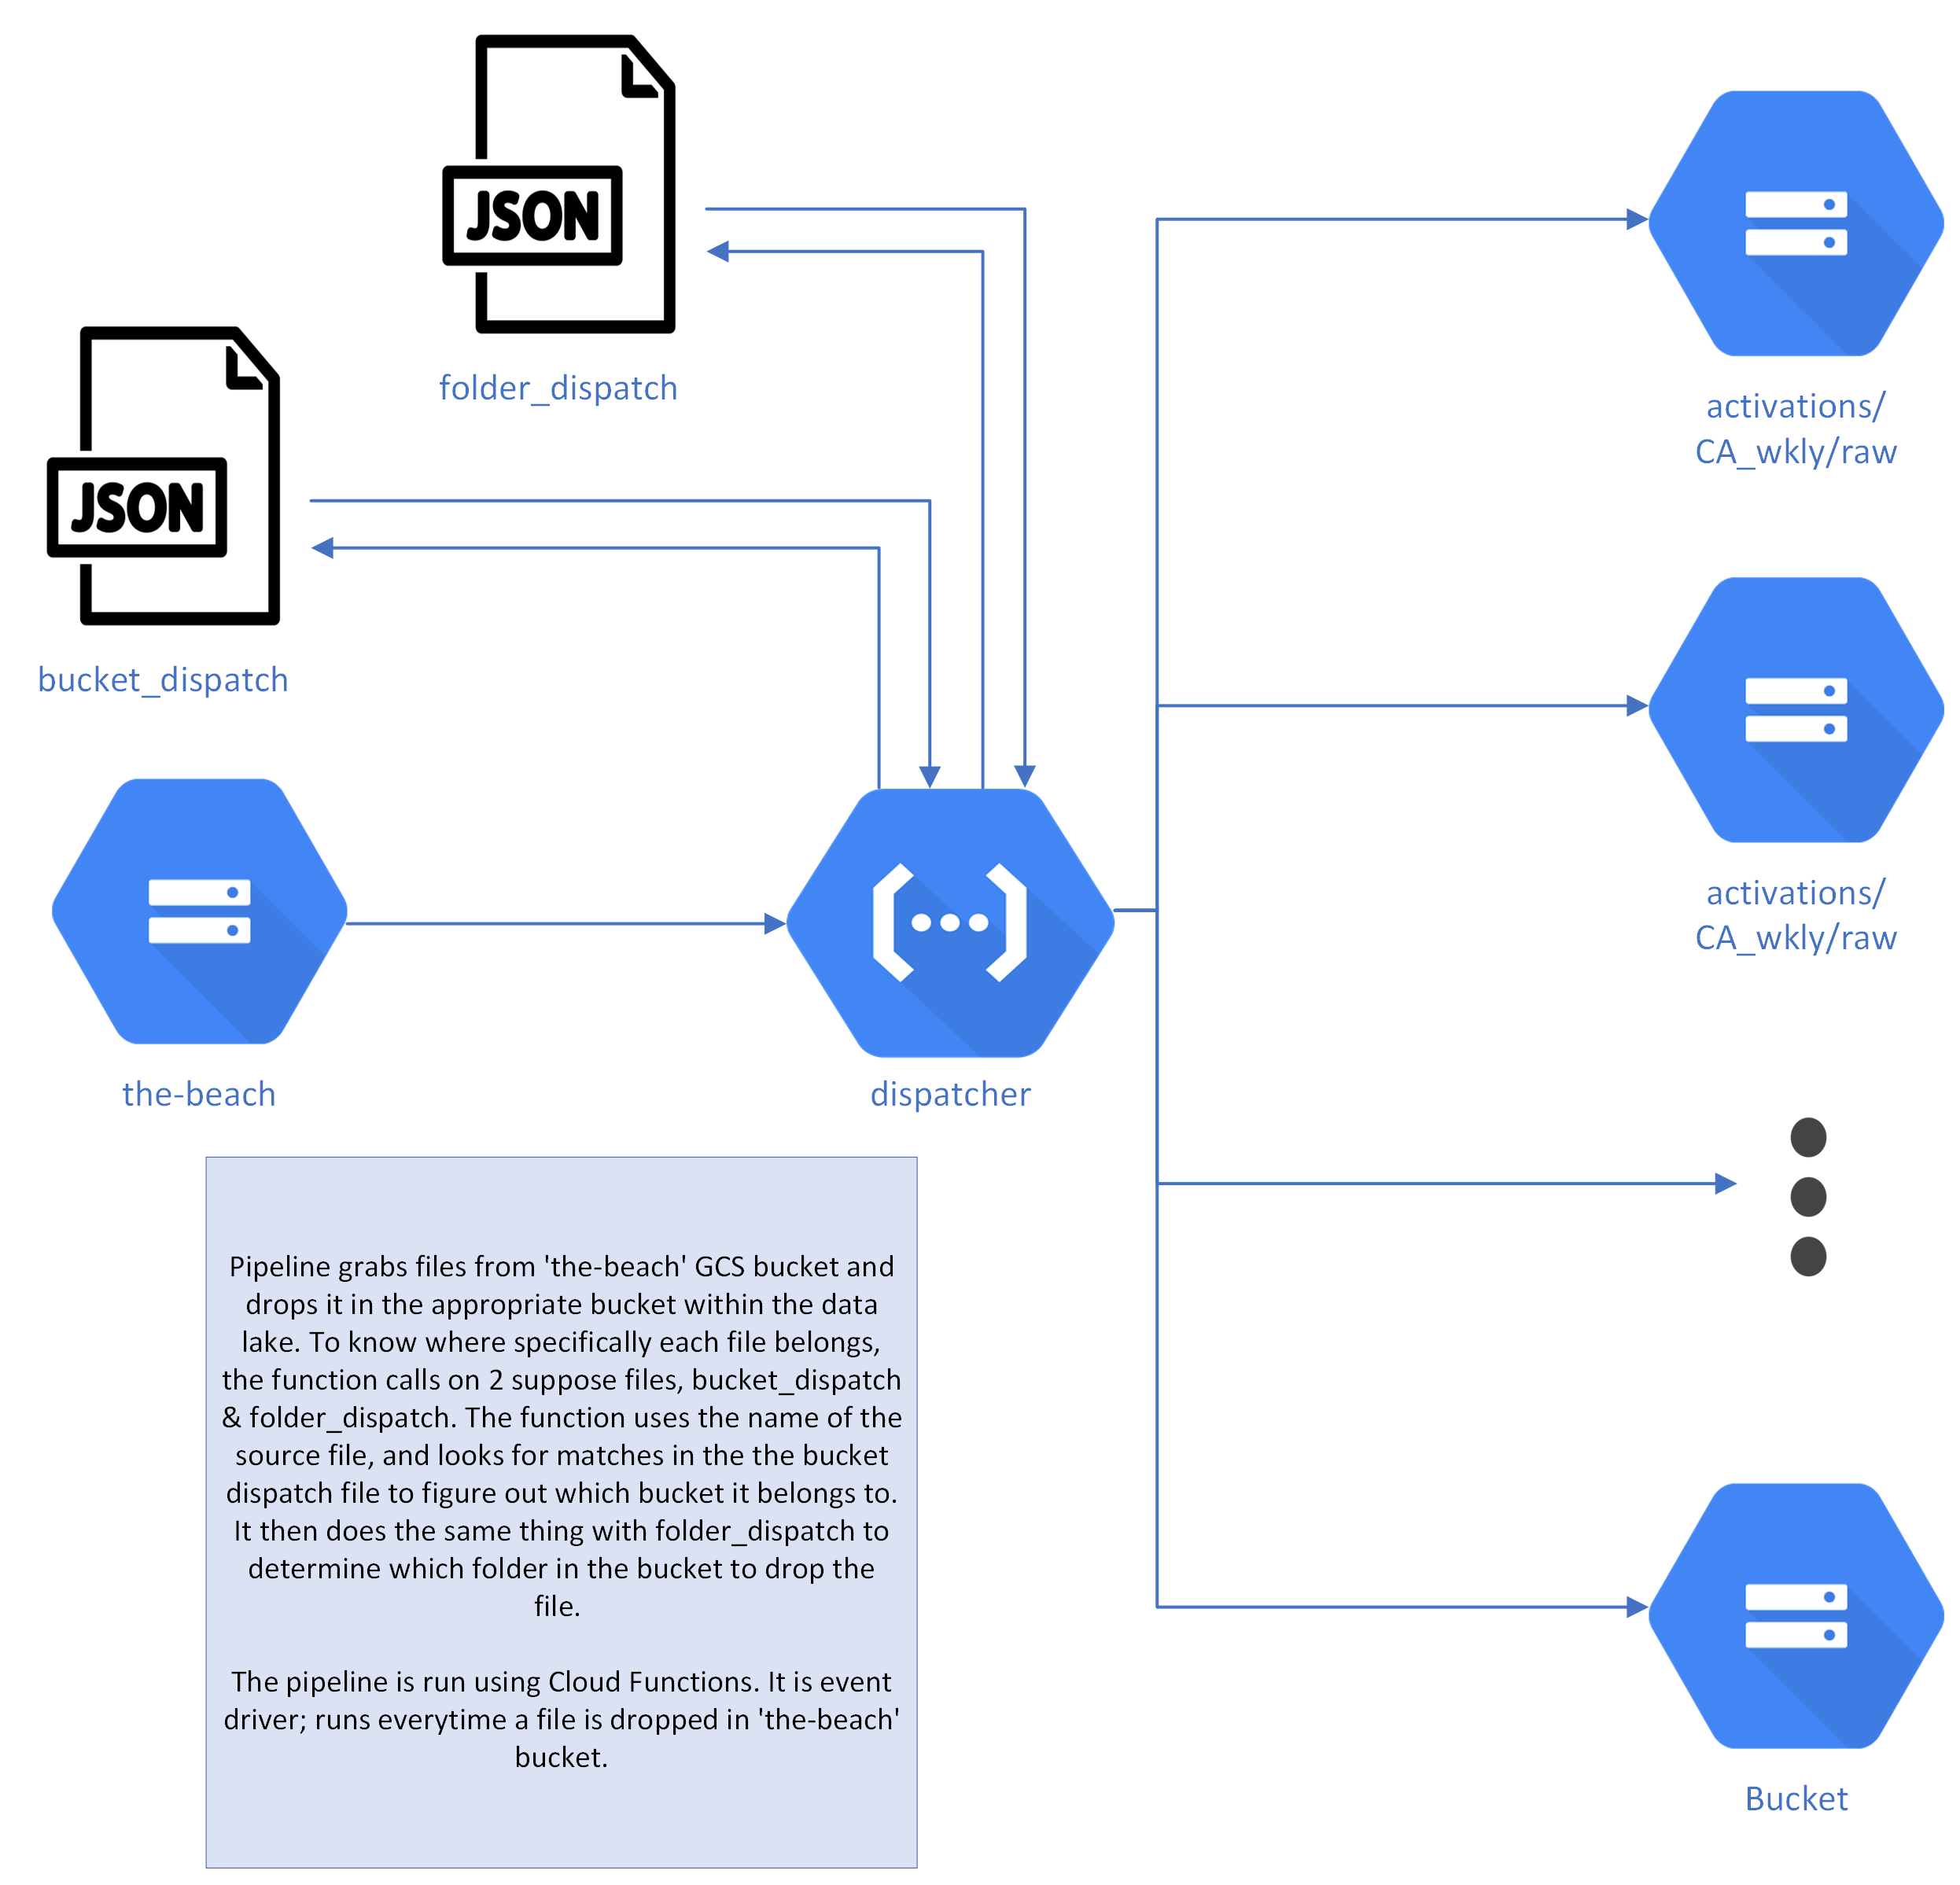 JSON
folder_dispatch
JSON
bucket_dispatch
activations/
CA_wkly/raw
activations/
CA_wkly/raw
the-beach
dispatcher
Pipeline grabs files from 'the-beach' GCS bucket and
drops it in the appropriate bucket within the data
lake. To know where specifically each file belongs,
the function calls on 2 suppose files, bucket_dispatch
& folder_dispatch. The function uses the name of the
source file, and looks for matches in the the bucket
dispatch file to figure out which bucket it belongs to.
It then does the same thing with folder_dispatch to
determine which folder in the bucket to drop the
file.
The pipeline is run using Cloud Functions. It is event
driver; runs everytime a file is dropped in 'the-beach'
bucket.
Bucket